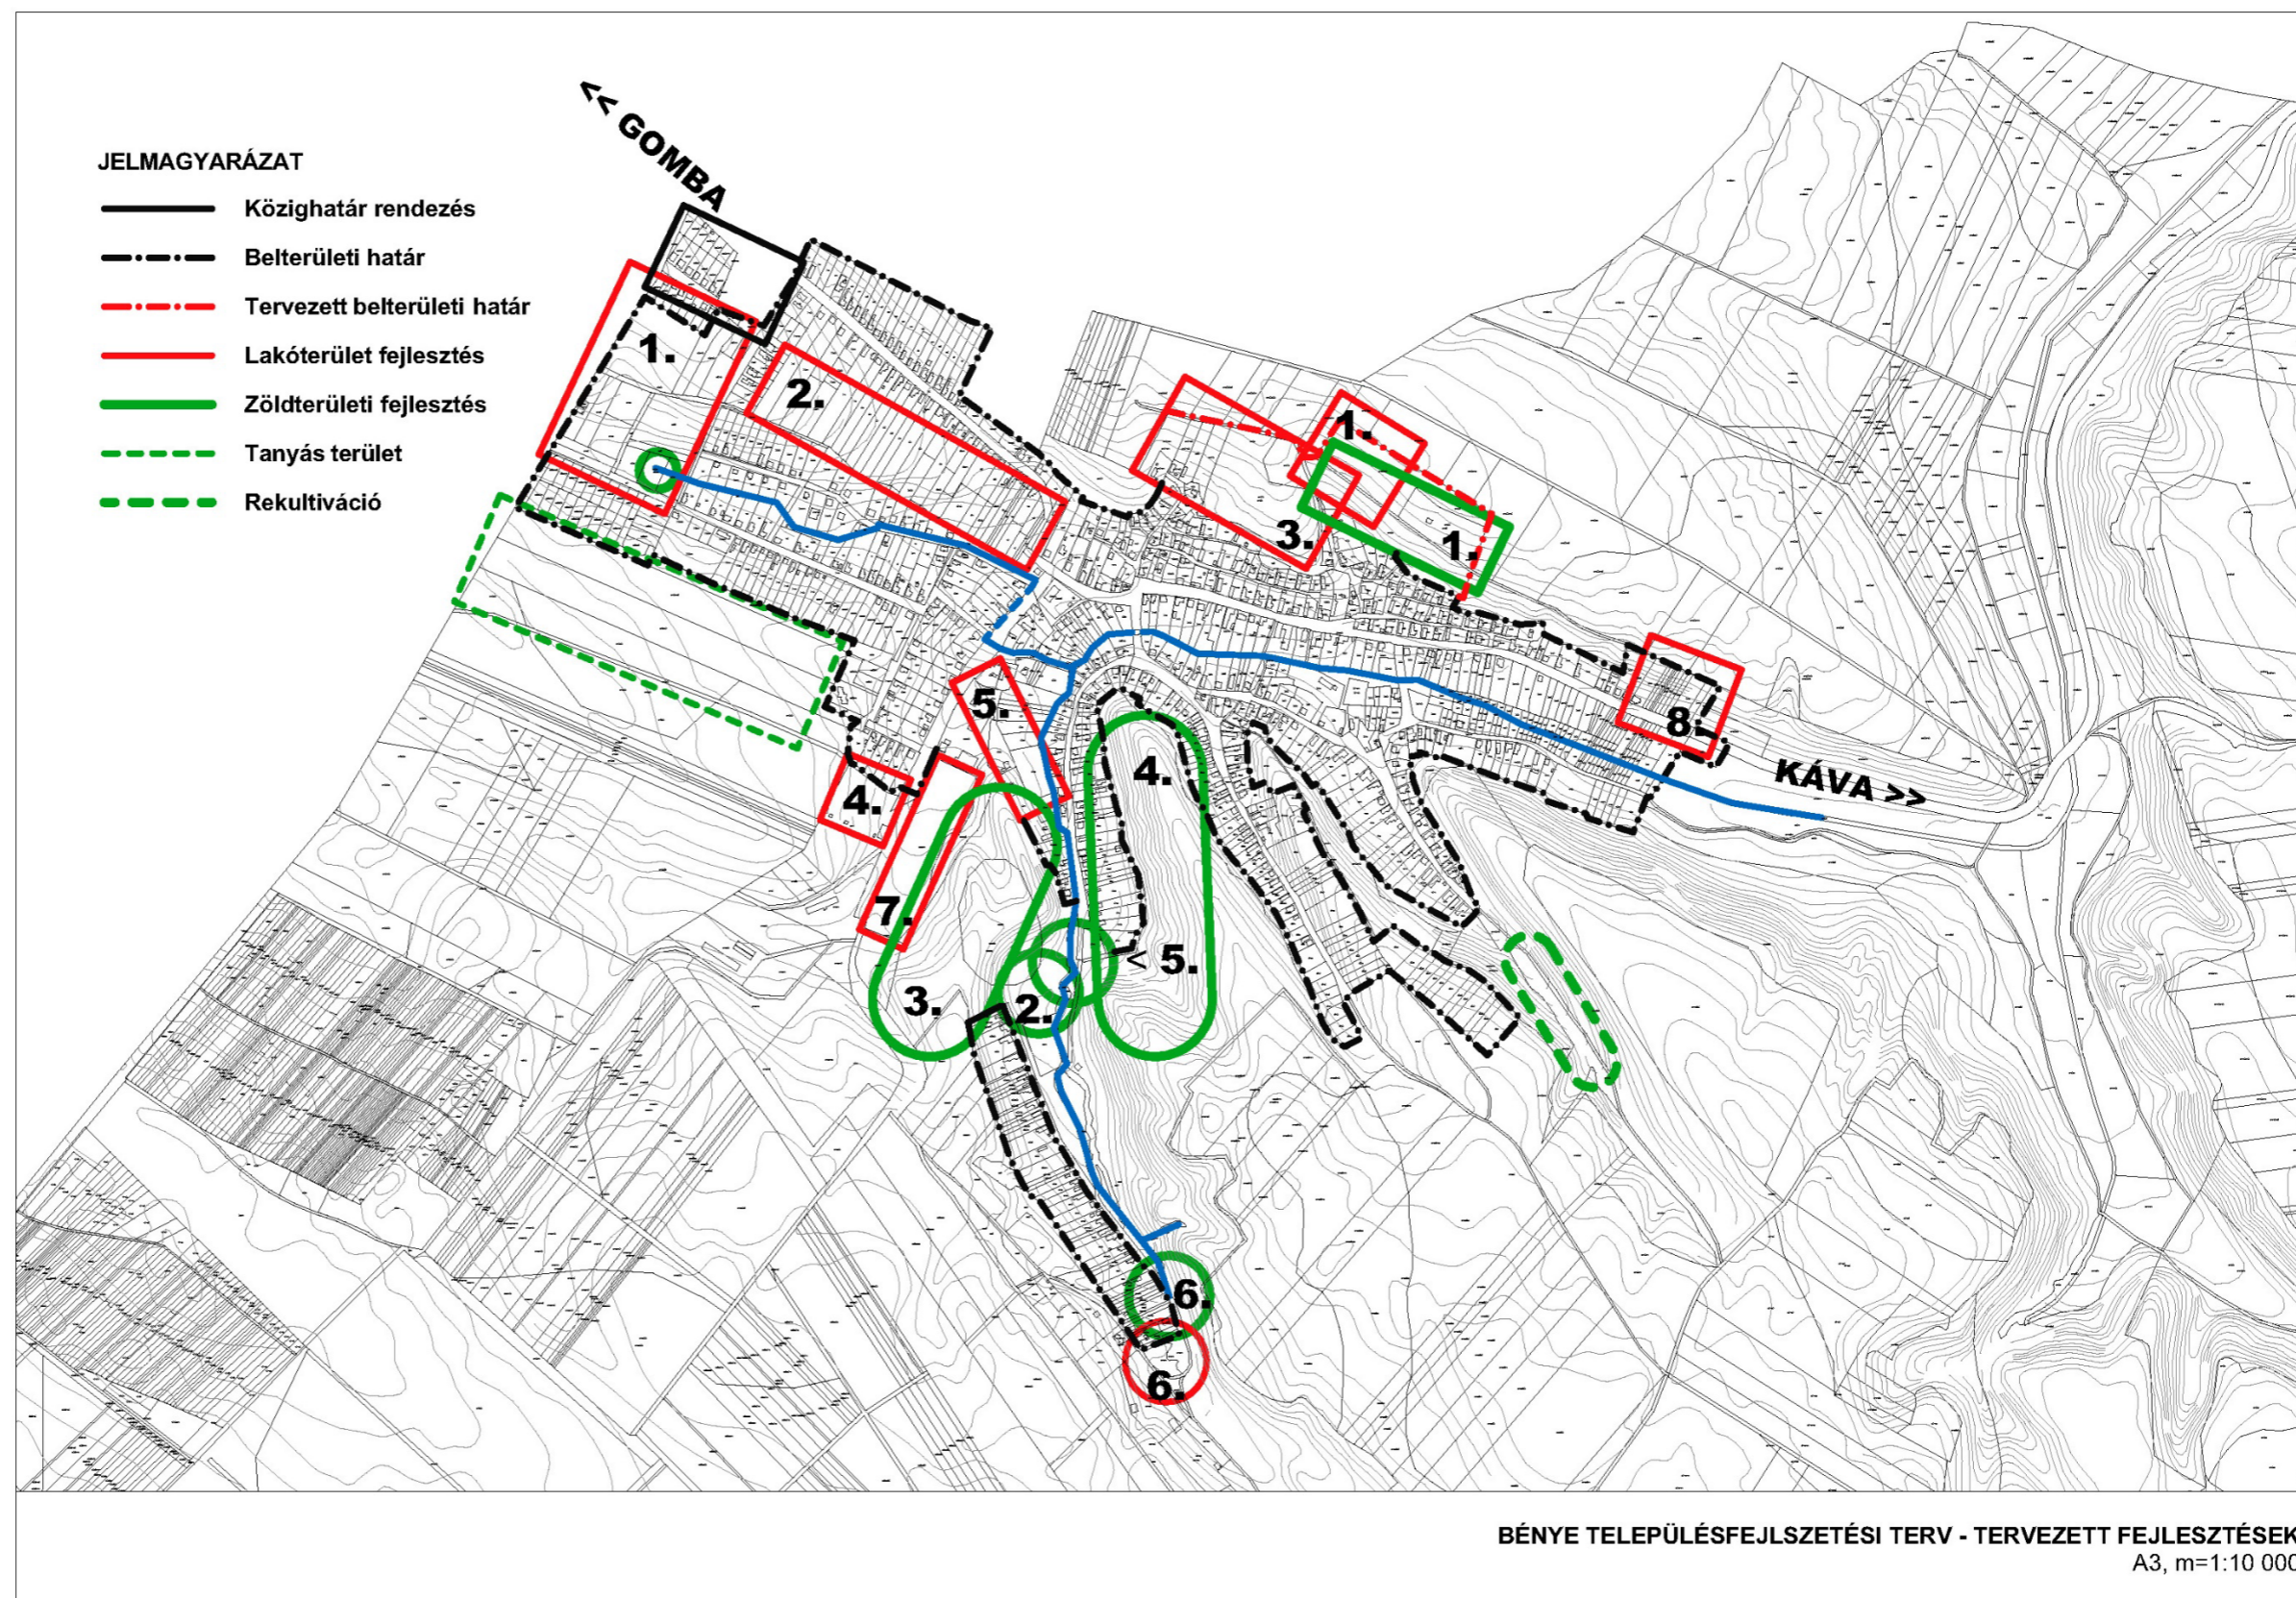 << GOMBA
JELMAGYARÁZAT
Közighatár rendezés
Belterületi határ
Tervezett belterületi határ
Lakóterület fejlesztés
Zöldterületi fejlesztés
Tanyás terület
Rekultiváció
1.
2.
1.
3.
1.
5.
8.
4.
4.
KÁVA >>
7.
< 5.
3.
2.
6.
6.
BÉNYE TELEPÜLÉSFEJLSZETÉSI TERV - TERVEZETT FEJLESZTÉSEK
A3, m=1:10 000